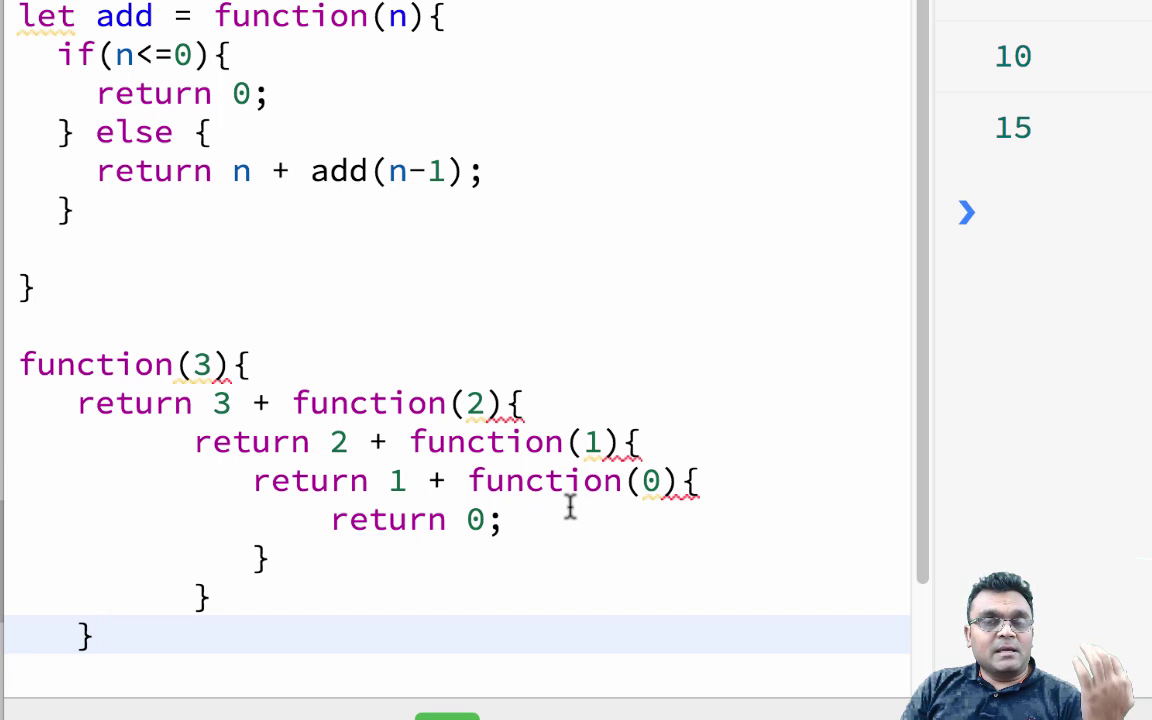 let add = function(n){
if(n<=0){
return 0;
} else {
return n + add(n-1);
}
}
function(3){
return 3 + function(2){
return 2 + function(1){
return 1 + function(0){
return 0;
}
}
}
10
15
❯